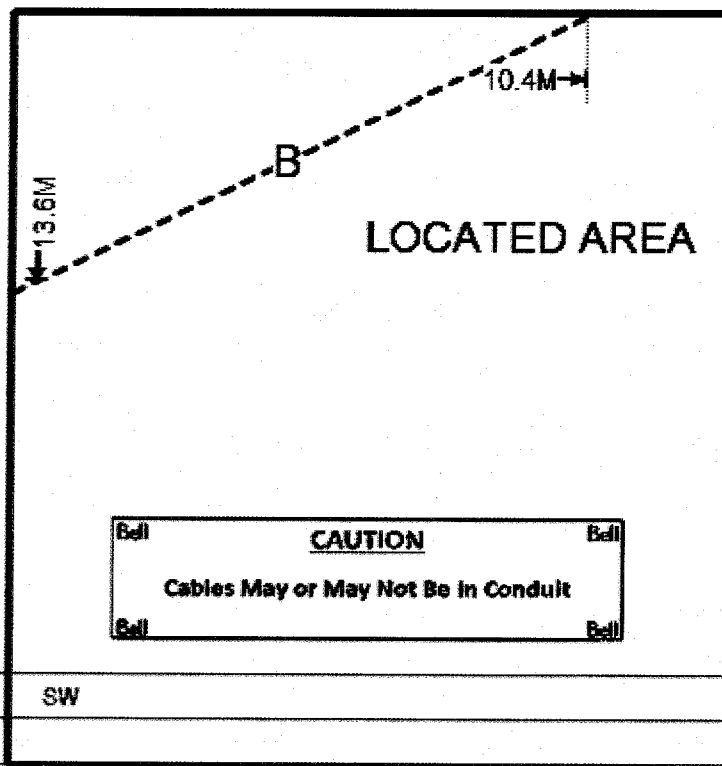 10.4M
B
13.6M
LOCATED AREA
Bell CAUTION Bell
Cables May or May Not Be in Conduit
Bell Bell
SW